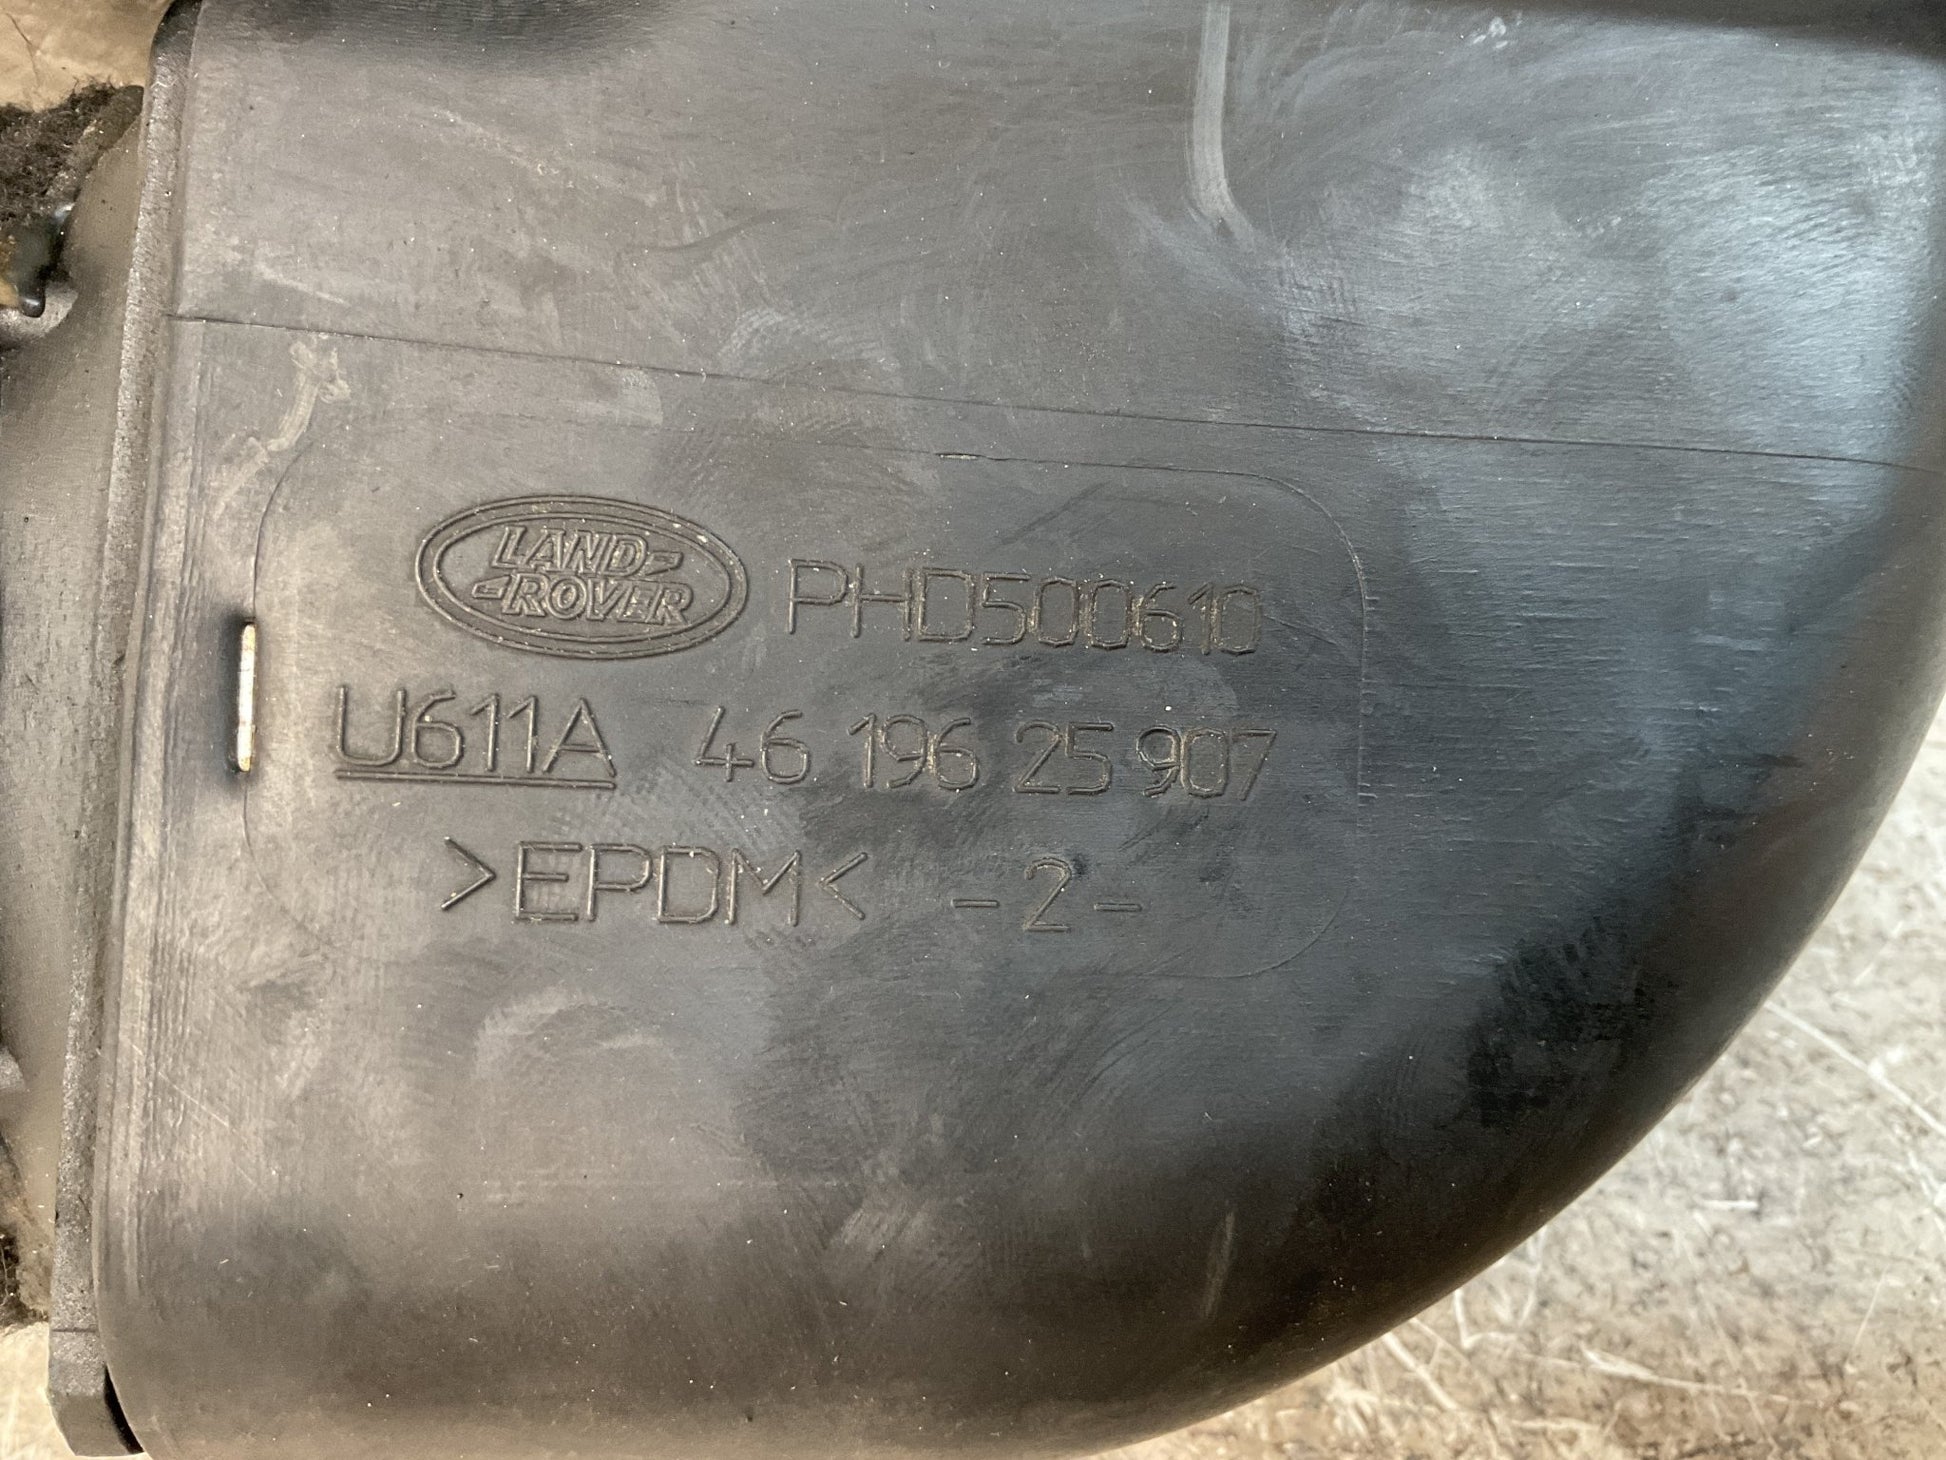 LAND
-ROVER PHD500610
U611A 46 196 25 907
>EPDM< -2-